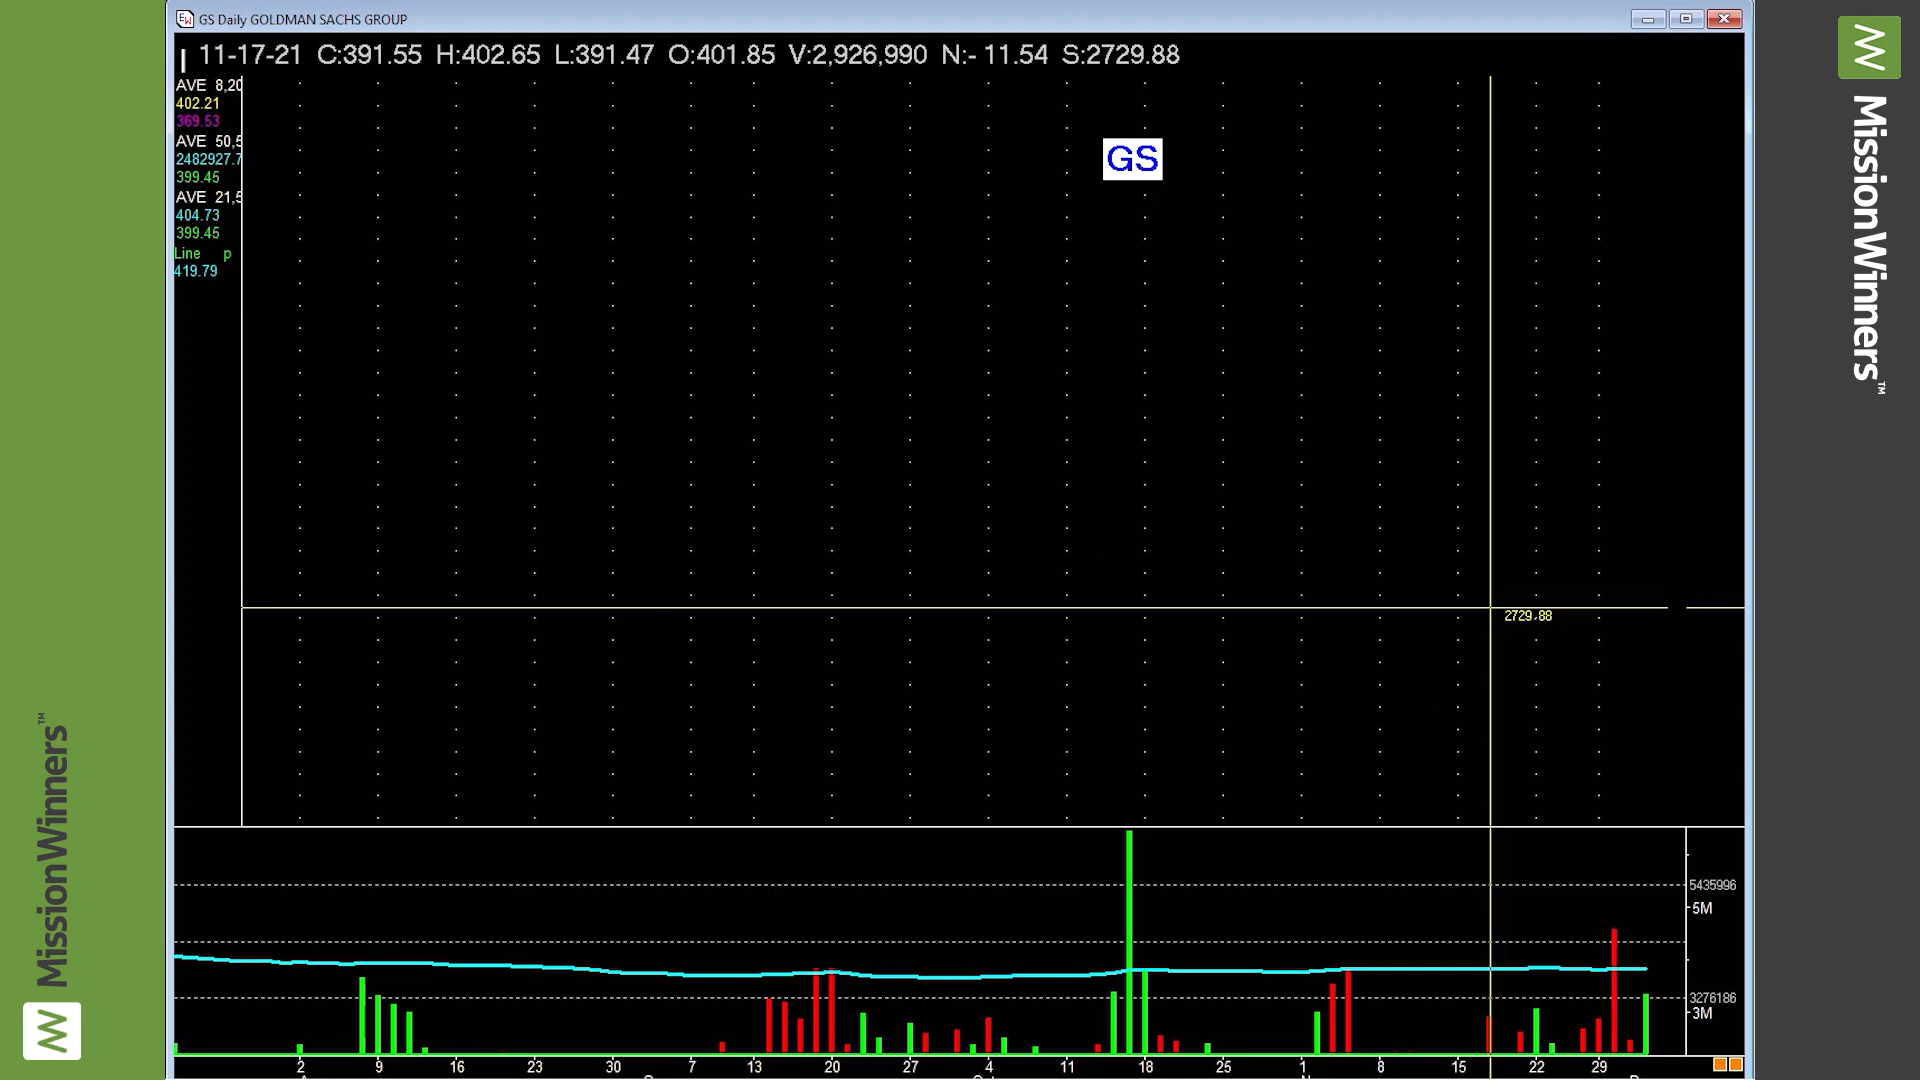 GS Daily GOLDMAN SACHS GROUP
11-17-21 C:391.55 H:402.65 L:391.47 O:401.85 V:2,926,990 N:- 11.54 S:2729.88
AVE 8,20
402.21
369.53
AVE 50,5
2482927.7
399.45
AVE 21,5
404.73
399.45
Line p
419.79
GS
2729.88
5435996
5M
3276186
3M
2 9 16 23 30 7 13 20 27 4 11 18 25 1 8 15 22 29
MissionWinners™
MissionWinners™